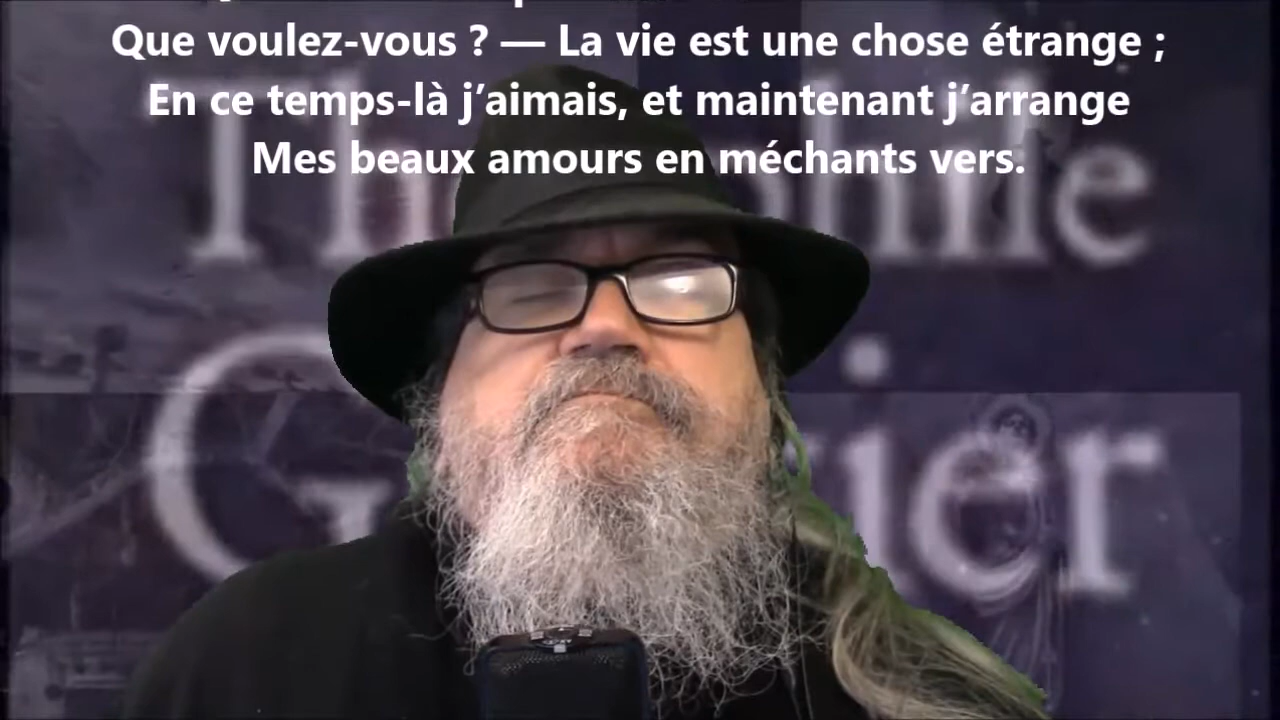 Que voulez-vous ? — La vie est une chose étrange ;
En ce temps-là j’aimais, et maintenant j’arrange
Mes beaux amours en méchants vers.